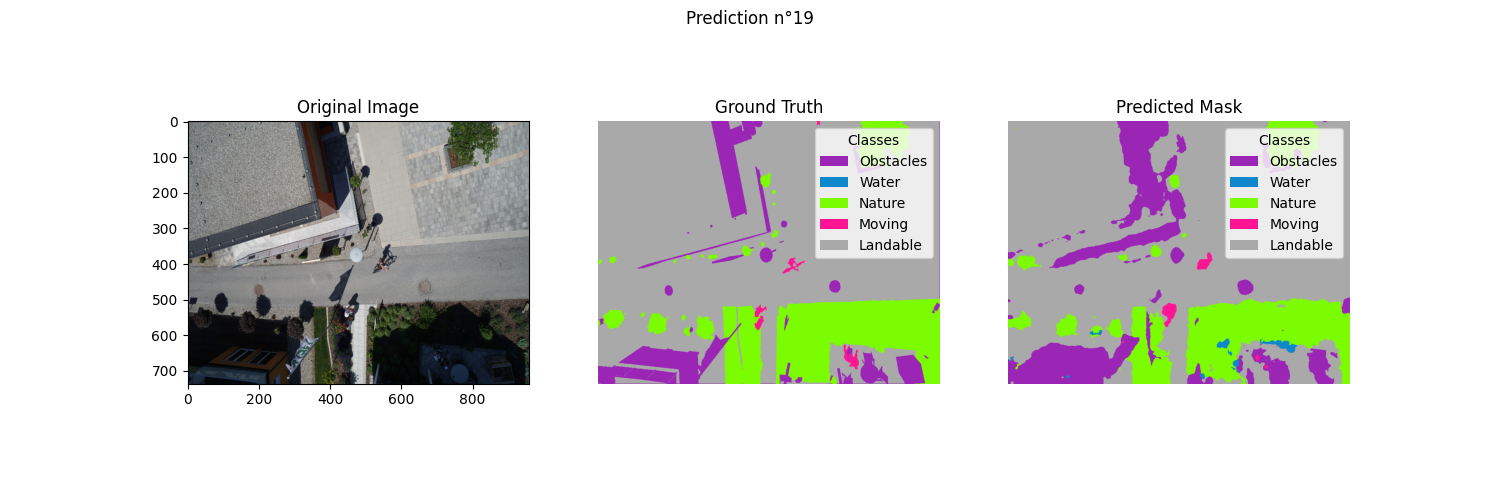 Prediction n°19
Original Image
Ground Truth
Predicted Mask
0
100
200
300
400
500
600
700
0
200
400
600
800
Classes
Obstacles
Water
Nature
Moving
Landable
Classes
Obstacles
Water
Nature
Moving
Landable